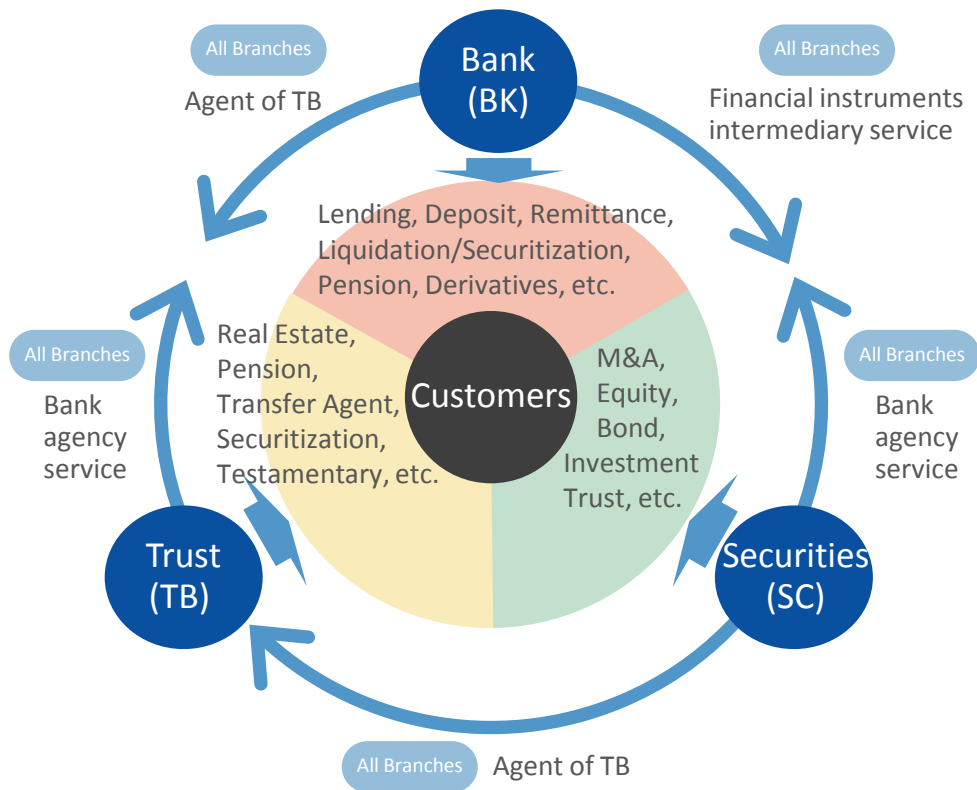 All Branches
Agent of TB
Bank
(BK)
All Branches
Financial instruments
intermediary service
Lending, Deposit, Remittance,
Liquidation/Securitization,
Pension, Derivatives, etc.
All Branches
Bank
agency
service
Real Estate,
Pension,
Transfer Agent,
Securitization,
Testamentary, etc.
Customers
M&A,
Equity,
Bond,
Investment
Trust, etc.
All Branches
Bank
agency
service
Trust
(TB)
Securities
(SC)
All Branches
Agent of TB